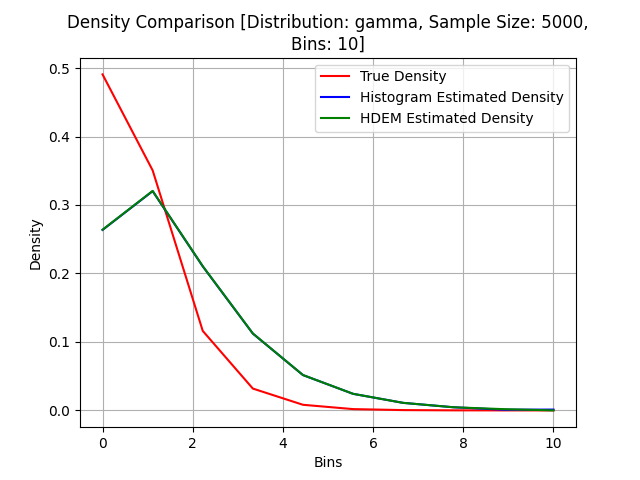 Density Comparison [Distribution: gamma, Sample Size: 5000,
Bins: 10]
True Density
Histogram Estimated Density
HDEM Estimated Density
Density
0.5
0.4
0.3
0.2
0.1
0.0
0 2 4 6 8 10
Bins